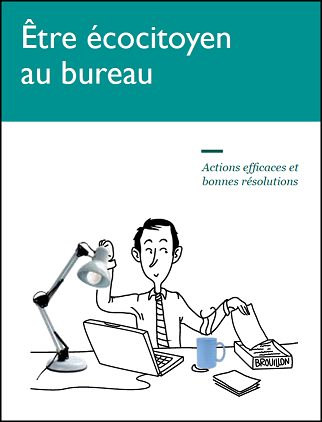 Être écocitoyen
au bureau
Actions efficaces et
bonnes résolutions
BROUILLON